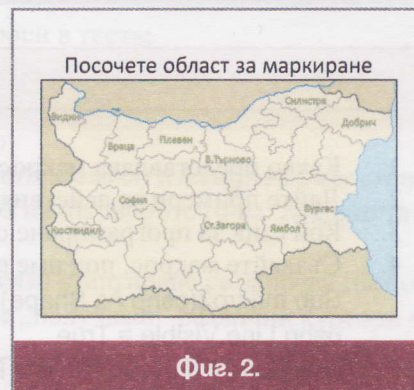 Посочете област за маркиране
Силистра
Видин
Добрич
Враца
Плевен
В.Търново
София
Бургас
Кюстендил
Ст.Загора
Ямбол
Фиг. 2.